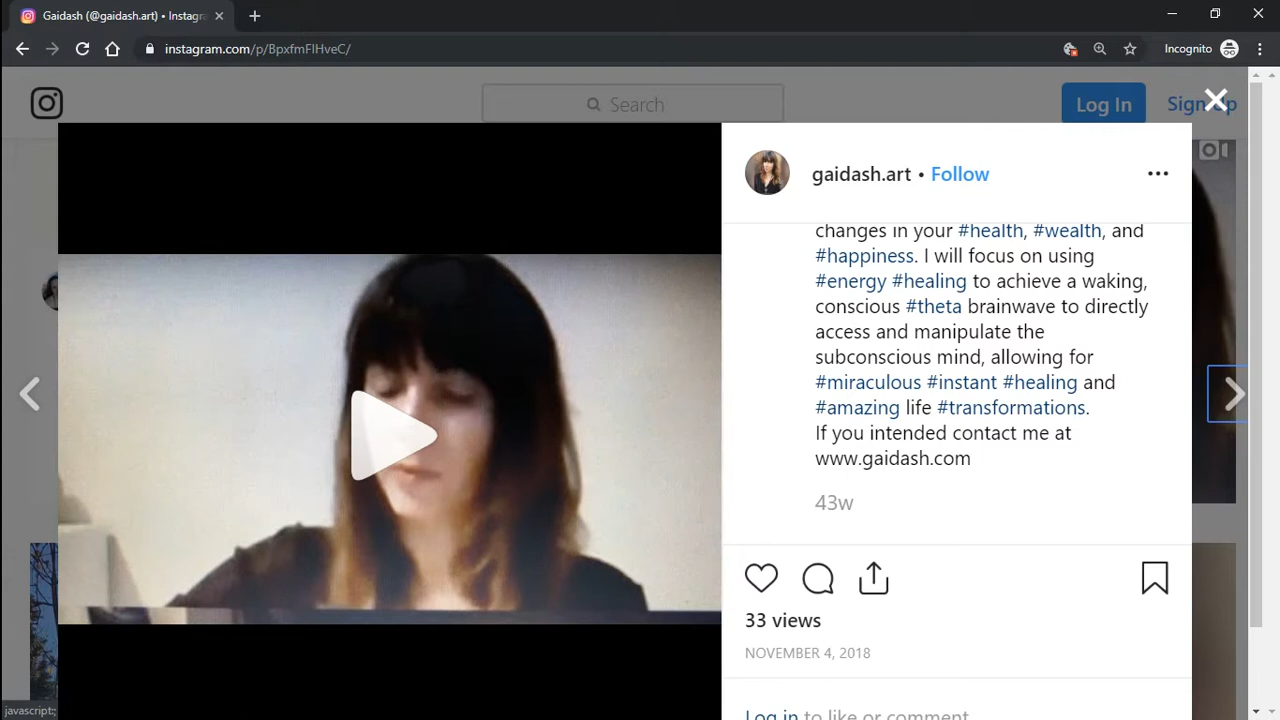 Gaidash (@gaidash.art) • Instagr
instagram.com/p/BpxfmFIHveC/
Incognito
Search
Log In
Sign Up
gaidash.art • Follow
changes in your #health, #wealth, and
#happiness. I will focus on using
#energy #healing to achieve a waking,
conscious #theta brainwave to directly
access and manipulate the
subconscious mind, allowing for
#miraculous #instant #healing and
#amazing life #transformations.
If you intended contact me at
www.gaidash.com
43w
33 views
NOVEMBER 4, 2018
Log in to like or comment.
javascript:;